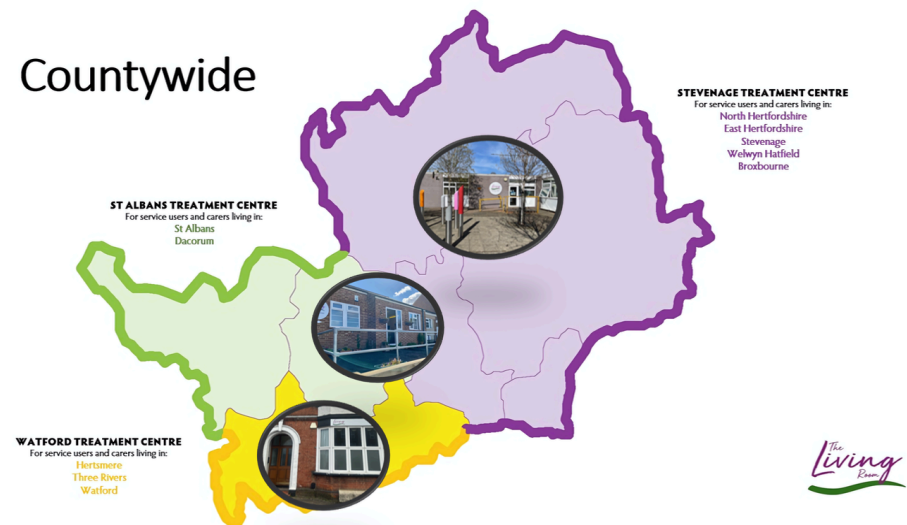 Countywide
STEVENAGE TREATMENT CENTRE
For service users and carers living in:
North Hertfordshire
East Hertfordshire
Stevenage
Welwyn Hatfield
Broxbourne
ST ALBANS TREATMENT CENTRE
For service users and carers living in:
St Albans
Dacorum
WATFORD TREATMENT CENTRE
For service users and carers living in:
Hertsmere
Three Rivers
Watford
The
Living
Room